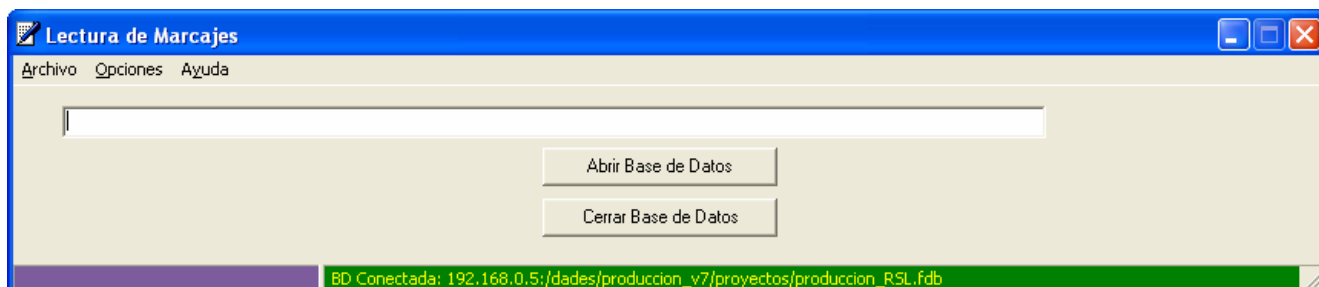 Lectura de Marcajes
Archivo Opciones Ayuda
Abrir Base de Datos
Cerrar Base de Datos
BD Conectada: 192.168.0.5:/dades/produccion_v7/proyectos/produccion_RSL.fdb